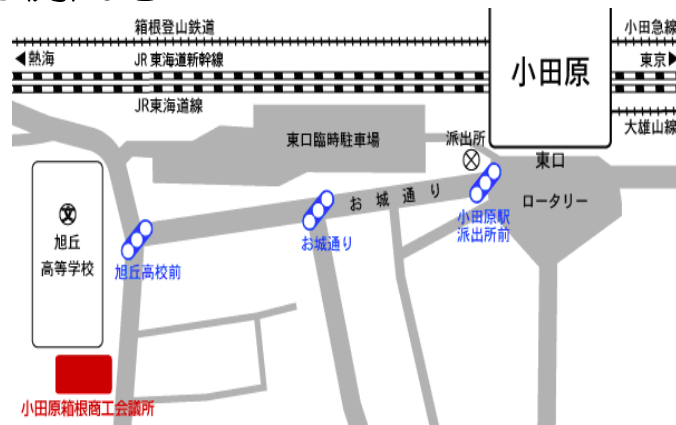 箱根登山鉄道
小田急線
◀熱海
JR東海道新幹線
東京▶
小田原
JR東海道線
大雄山線
東口臨時駐車場
派出所
東口
お城通り
ロータリー
文
旭丘
高等学校
小田原駅
派出所前
お城通り
旭丘高校前
小田原箱根商工会議所